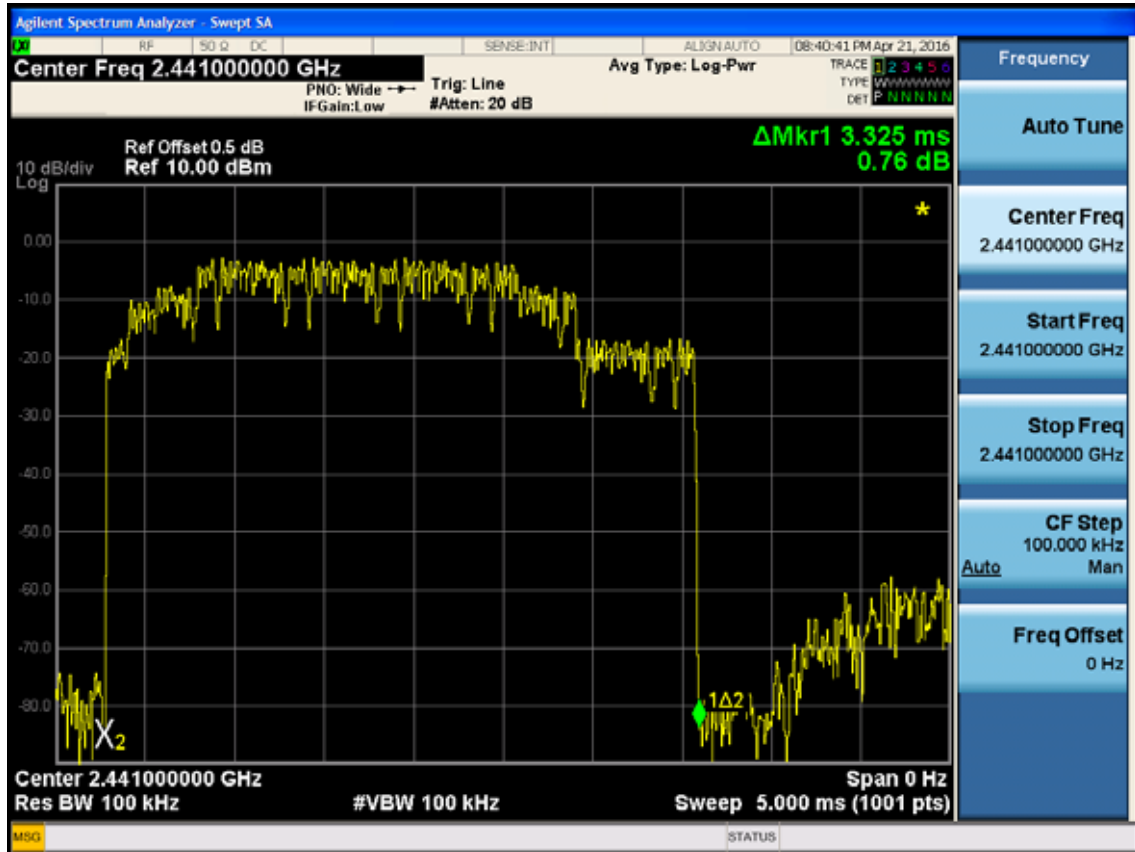 Agilent Spectrum Analyzer - Swept SA
RF 50 Ω DC SENSE:INT ALIGN AUTO 08:40:41 PM Apr 21, 2016
Center Freq 2.441000000 GHz
PNO: Wide
IFGain:Low
Trig: Line
#Atten: 20 dB
Avg Type: Log-Pwr
TRACE 1 2 3 4 5 6
TYPE
DET P N N N N N
ΔMkr1 3.325 ms
0.76 dB
Ref Offset 0.5 dB
10 dB/div Ref 10.00 dBm
Log
*
0.00
-10.0
-20.0
-30.0
-40.0
-50.0
-60.0
-70.0
-80.0
1Δ2
X2
Center 2.441000000 GHz Span 0 Hz
Res BW 100 kHz #VBW 100 kHz Sweep 5.000 ms (1001 pts)
MSG STATUS
Frequency
Auto Tune
Center Freq
2.441000000 GHz
Start Freq
2.441000000 GHz
Stop Freq
2.441000000 GHz
CF Step
100.000 kHz
Auto Man
Freq Offset
0 Hz